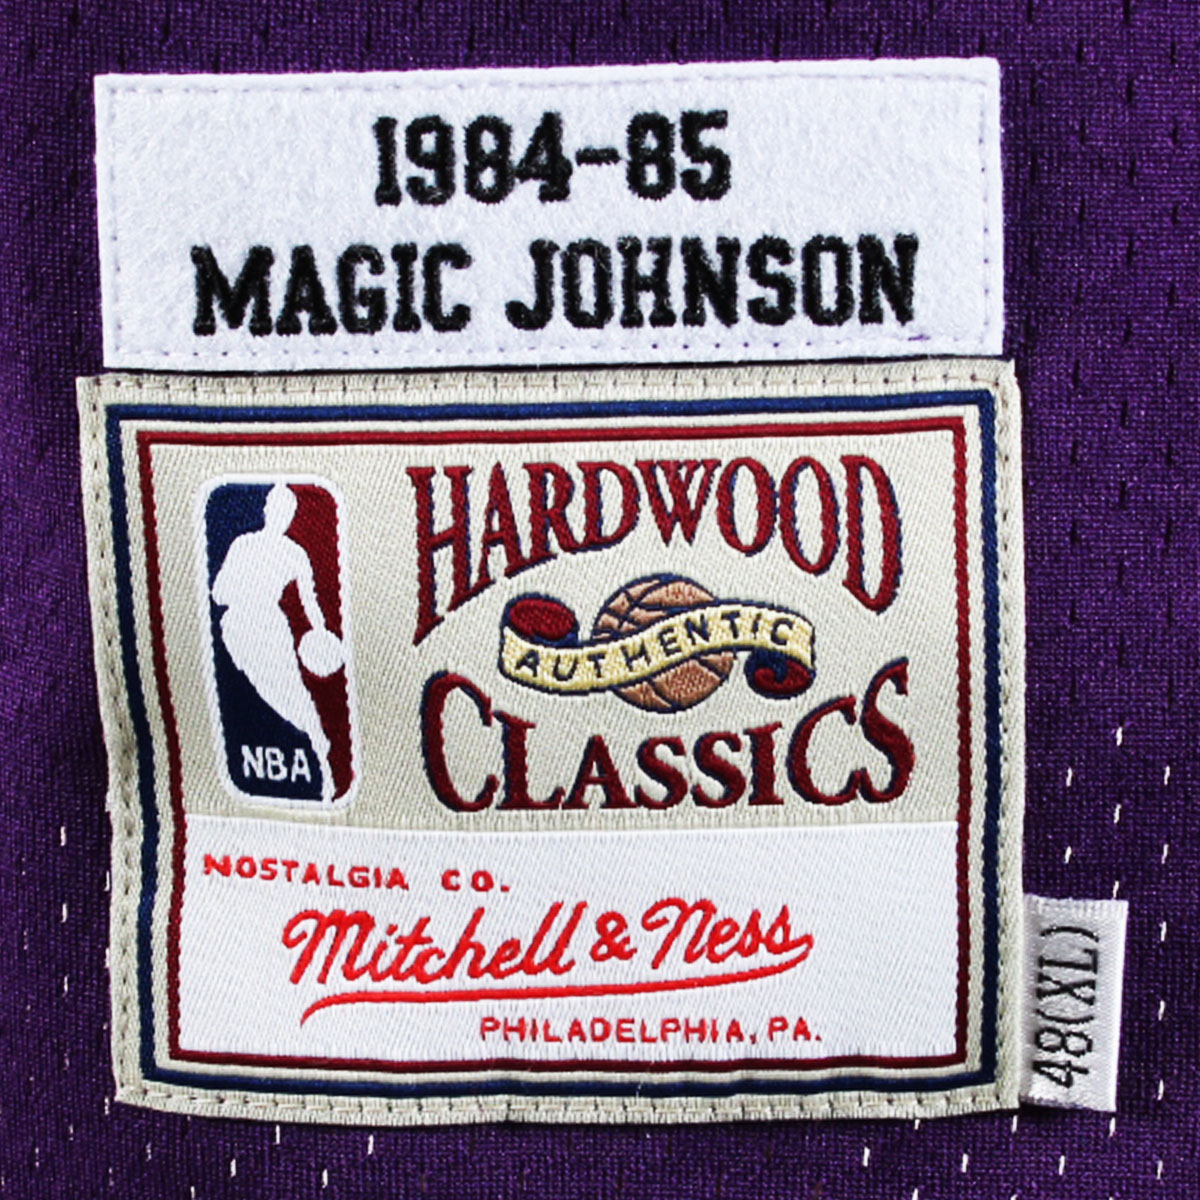 1984-85
MAGIC JOHNSON
HARDWOOD
AUTHENTIC
CLASSICS
NBA
NOSTALGIA CO.
Mitchell & Ness
PHILADELPHIA, PA.
48(XL)